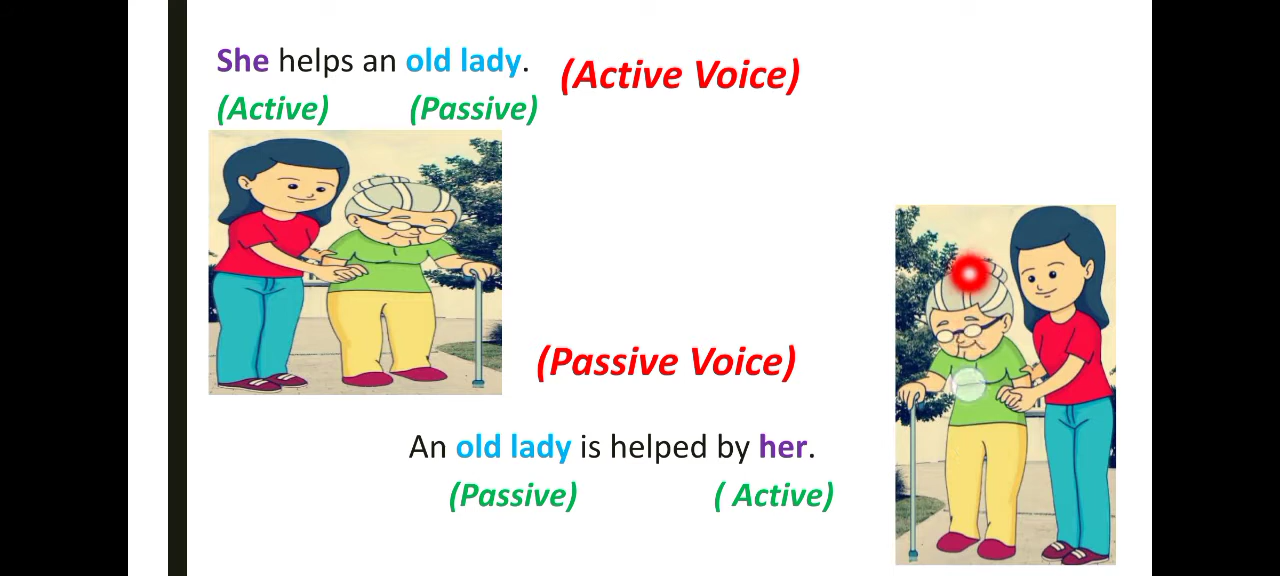 She helps an old lady. (Active Voice)
(Active) (Passive)
(Passive Voice)
An old lady is helped by her.
(Passive) ( Active)